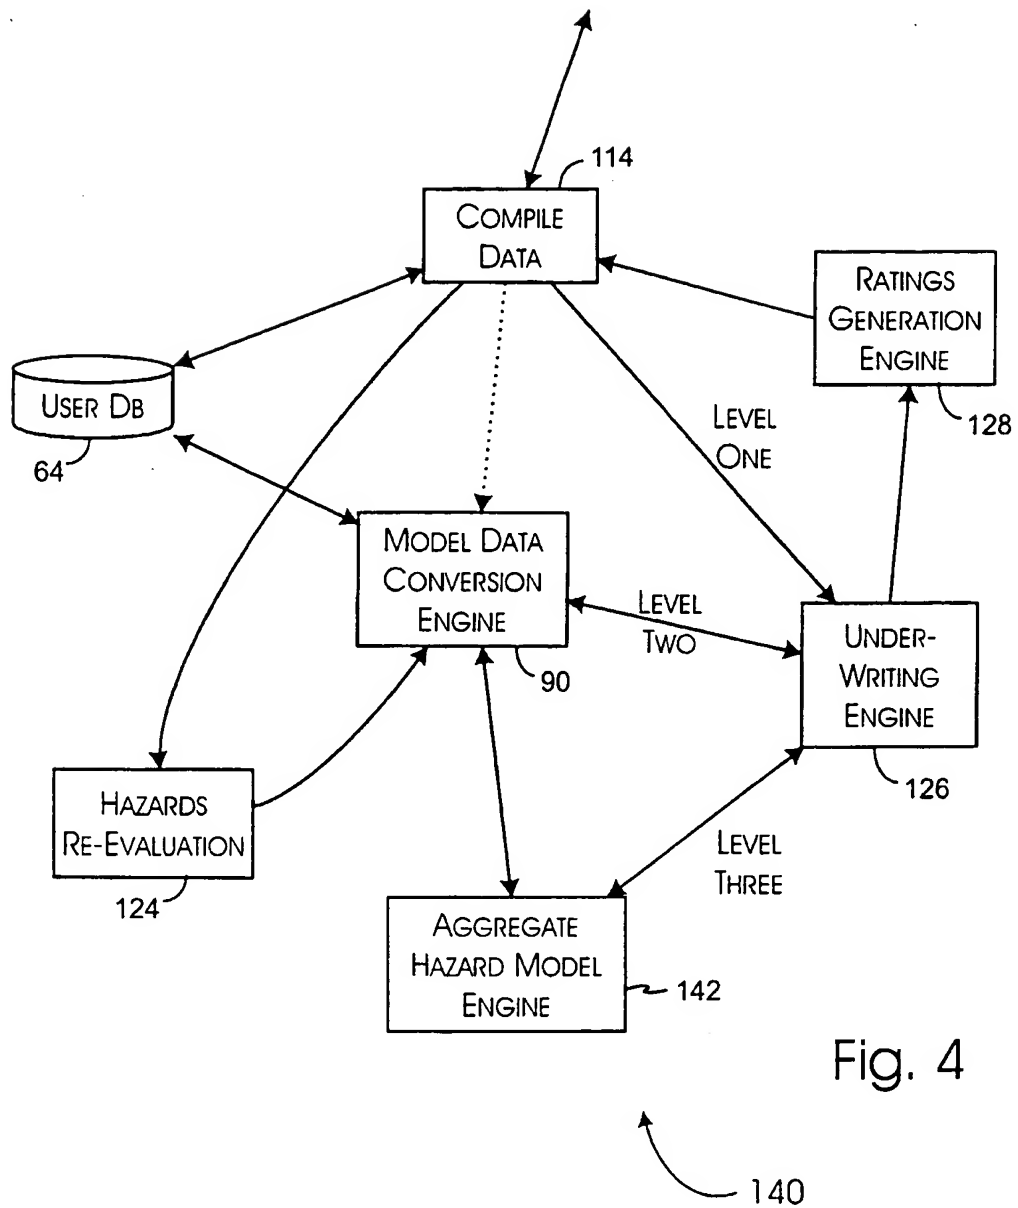 114
COMPILE
DATA
RATINGS
GENERATION
ENGINE
128
USER DB
64
LEVEL
ONE
MODEL DATA
CONVERSION
ENGINE
90
LEVEL
TWO
UNDER-
WRITING
ENGINE
126
HAZARDS
RE-EVALUATION
124
LEVEL
THREE
AGGREGATE
HAZARD MODEL
ENGINE
142
Fig. 4
140